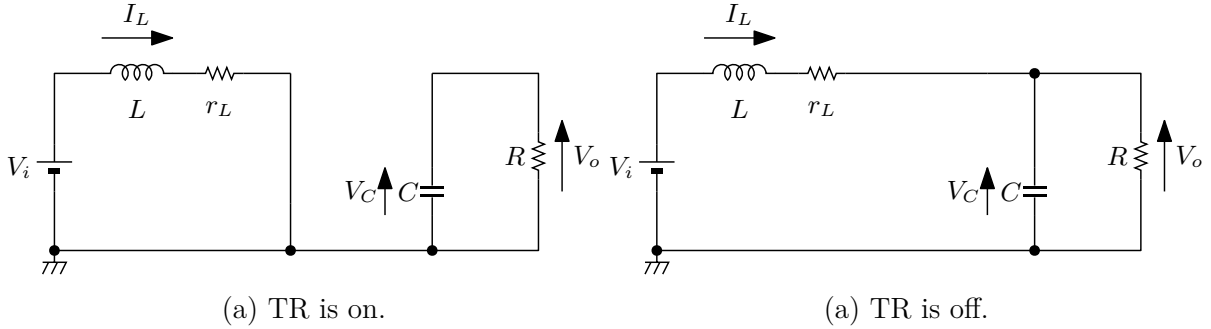 I_L
L
r_L
V_i
V_C
C
R
V_o
(a) TR is on.
I_L
L
r_L
V_i
V_C
C
R
V_o
(a) TR is off.